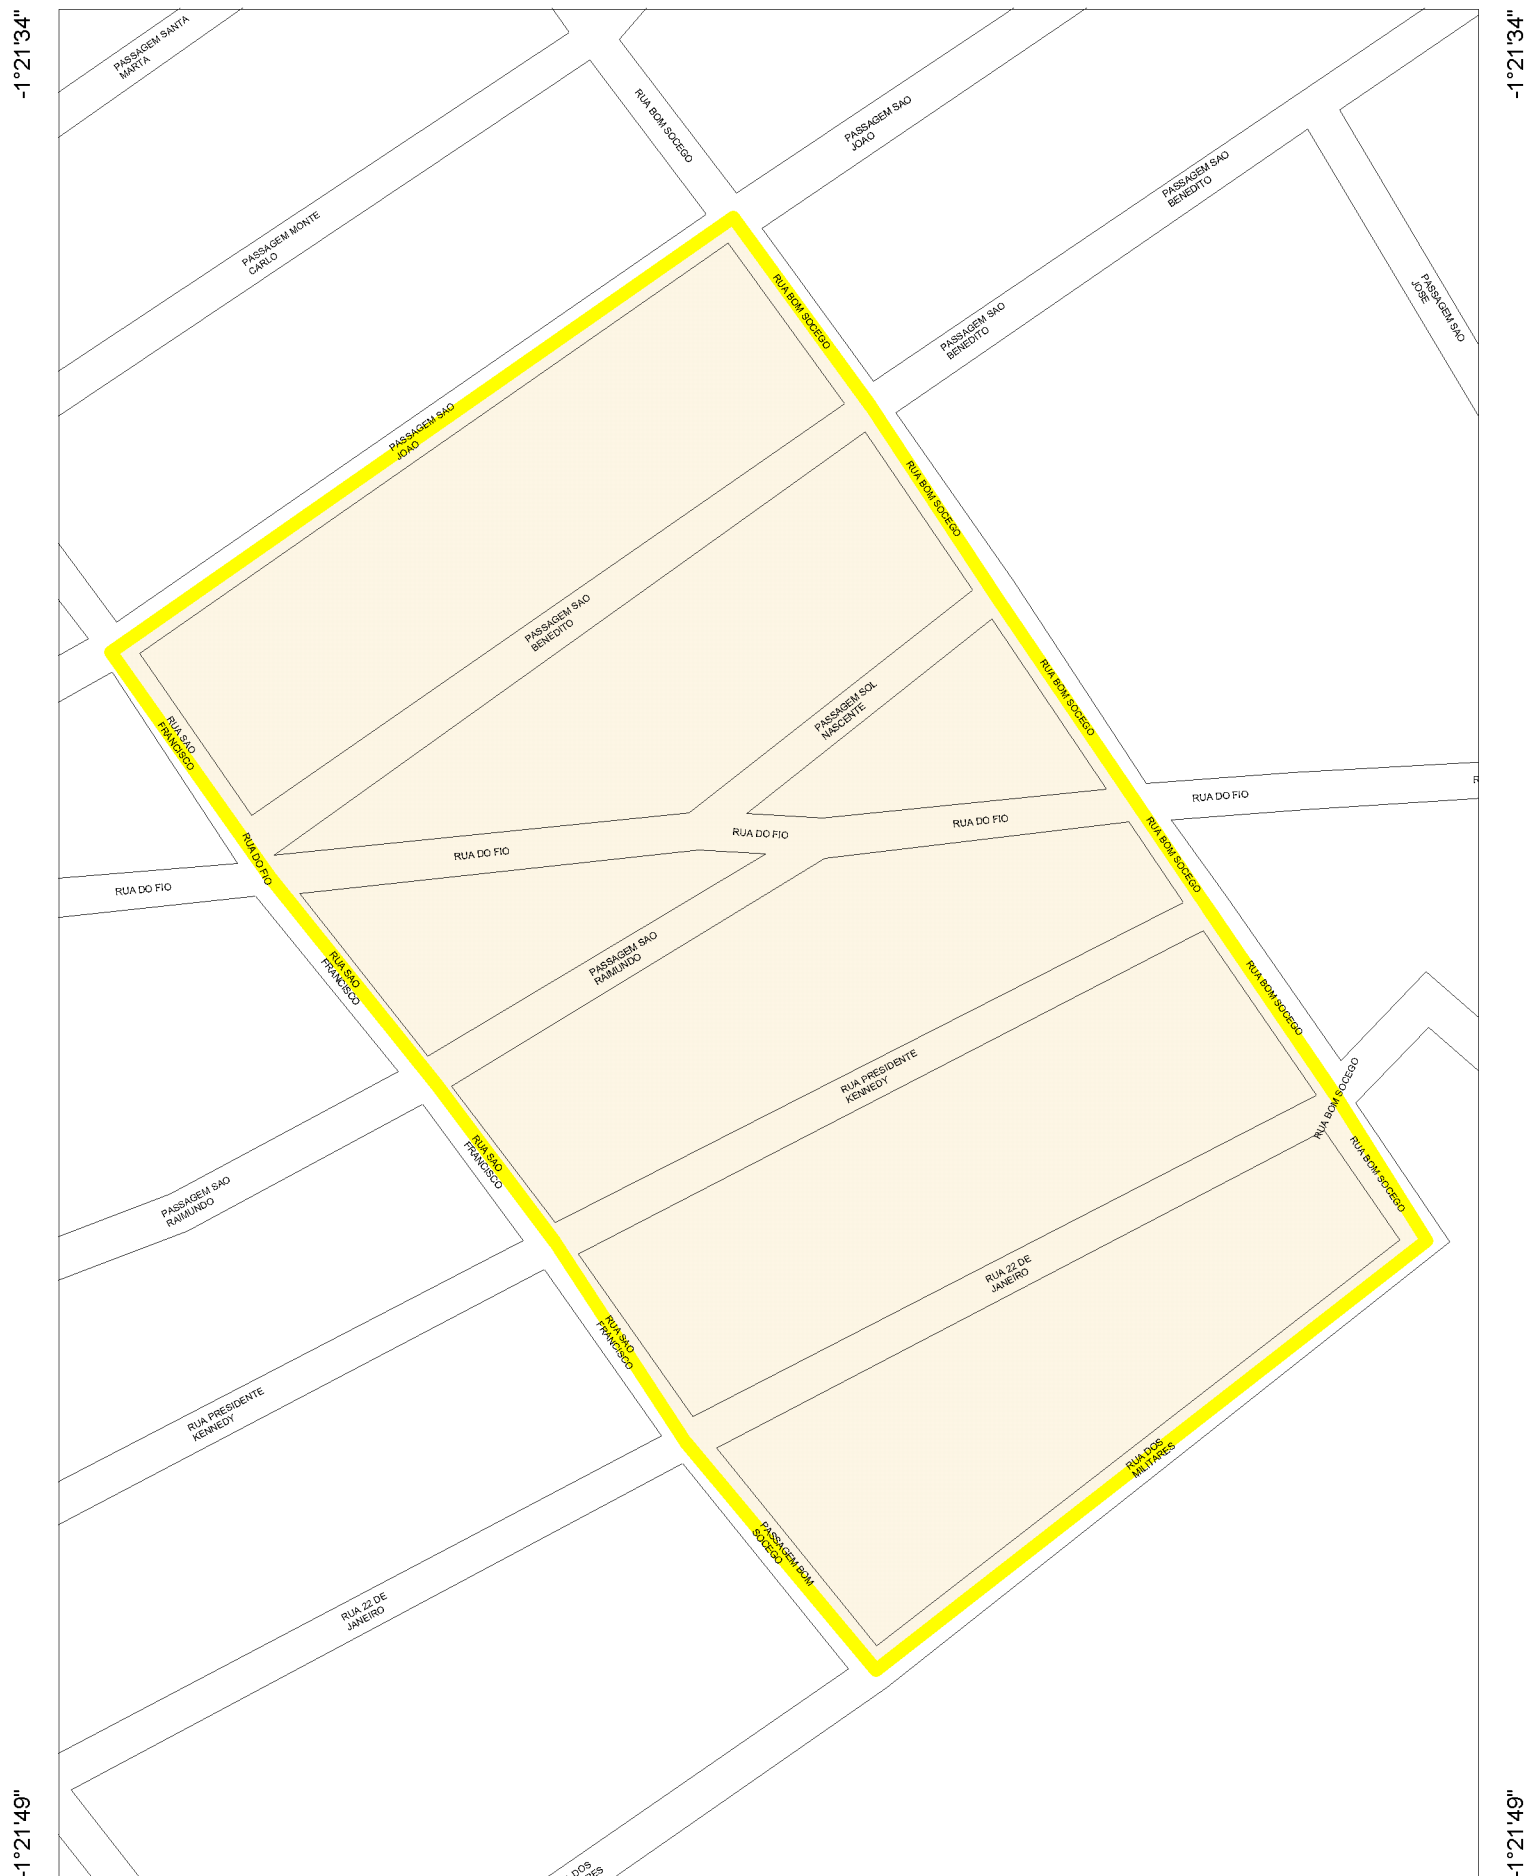 -1°21'34"
-1°21'34"
PASSAGEM SANTA
MARTA
RUA BOM SOCEGO
PASSAGEM SAO
JOAO
PASSAGEM SAO
BENEDITO
PASSAGEM MONTE
CARLO
RUA BOM SOCEGO
PASSAGEM SAO
JOSE
PASSAGEM SAO
BENEDITO
PASSAGEM SAO
JOAO
RUA BOM SOCEGO
PASSAGEM SAO
BENEDITO
RUA BOM SOCEGO
PASSAGEM SOL
NASCENTE
RUA SAO
FRANCISCO
R
RUA DO FIO
RUA DO FIO
RUA DO FIO
RUA DO FIO
RUA DO FIO
RUA BOM SOCEGO
RUA DO FIO
PASSAGEM SAO
RAIMUNDO
RUA SAO
FRANCISCO
RUA BOM SOCEGO
RUA PRESIDENTE
KENNEDY
RUA BOM SOCEGO
RUA SAO
FRANCISCO
RUA BOM SOCEGO
PASSAGEM SAO
RAIMUNDO
RUA 22 DE
JANEIRO
RUA SAO
FRANCISCO
RUA PRESIDENTE
KENNEDY
RUA DOS
MILITARES
PASSAGEM BOM
SOCEGO
RUA 22 DE
JANEIRO
-1°21'49"
-1°21'49"
DOS
RES